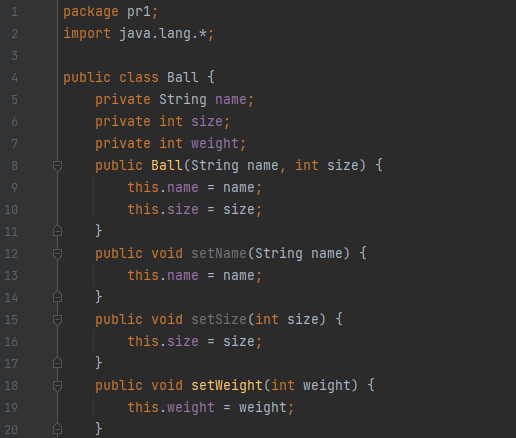 1 package pr1;
2 import java.lang.*;
3
4 public class Ball {
5     private String name;
6     private int size;
7     private int weight;
8     public Ball(String name, int size) {
9         this.name = name;
10         this.size = size;
11     }
12     public void setName(String name) {
13         this.name = name;
14     }
15     public void setSize(int size) {
16         this.size = size;
17     }
18     public void setWeight(int weight) {
19         this.weight = weight;
20     }